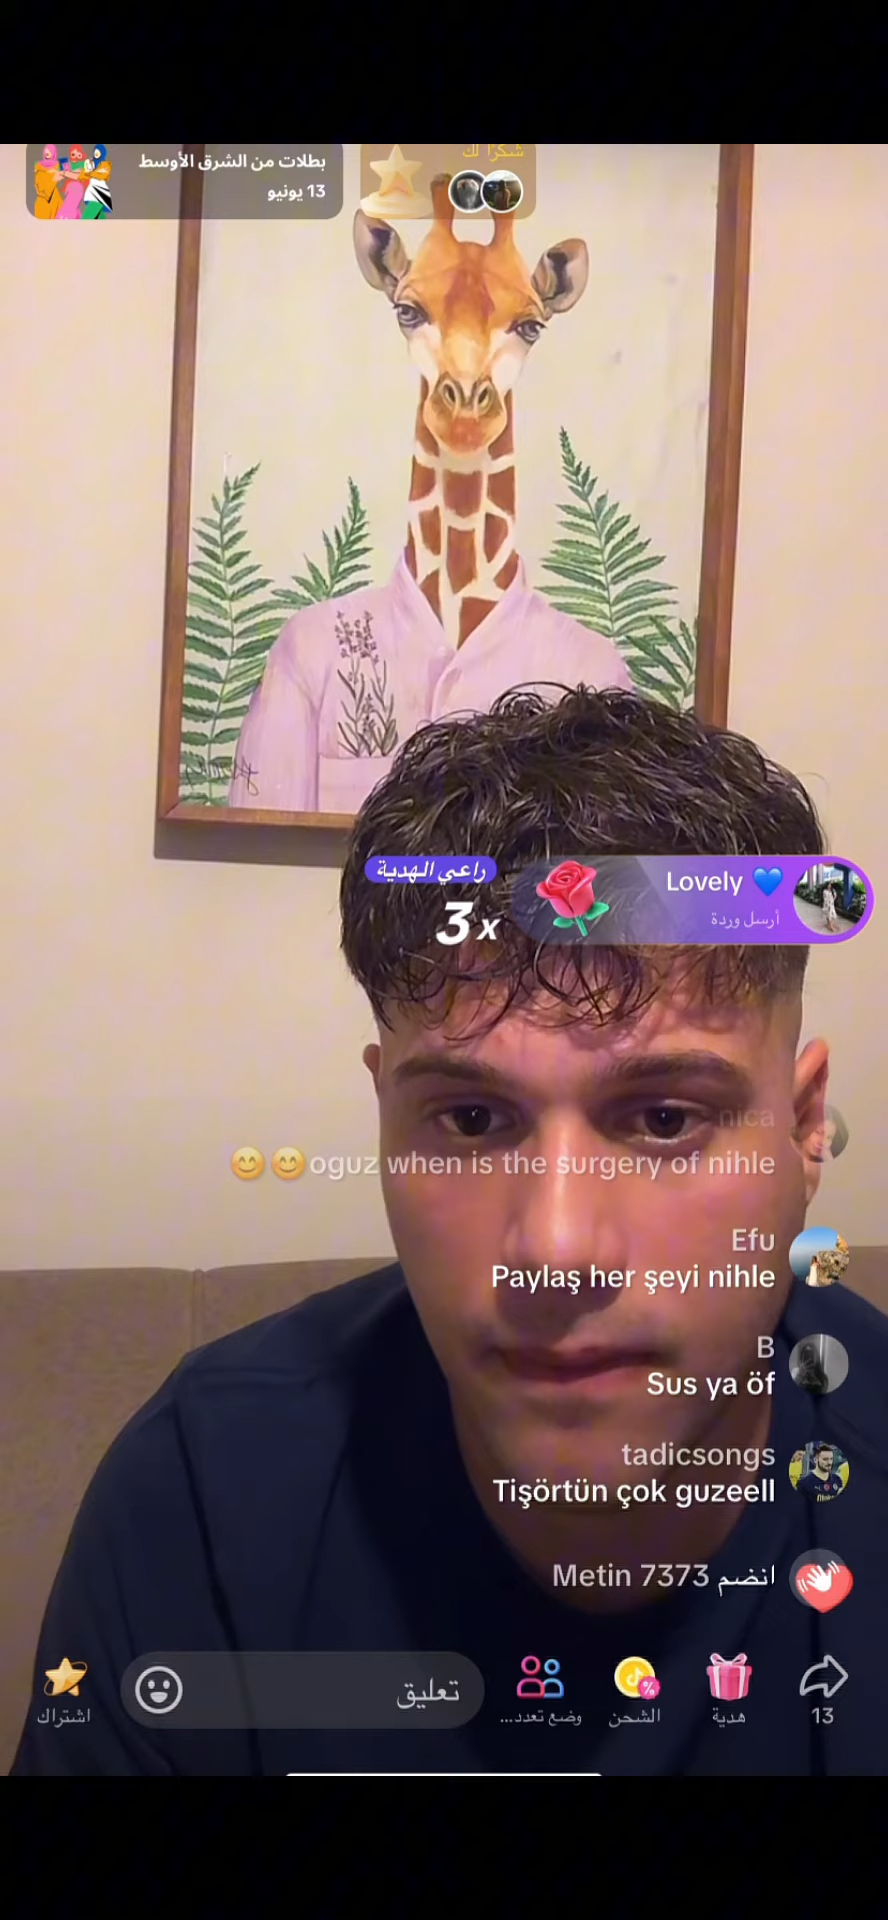 بطلات من الشرق الأوسط
13 يونيو
شكرًا لك
راعي الهدية
3 x
Lovely 💙
أرسل وردة
nica
😊😊oguz when is the surgery of nihle
Efu
Paylaş her şeyi nihle
B
Sus ya öf
tadicsongs
Tişörtün çok guzeell
Metin 7373 انضم
اشتراك
تعليق
وضع تعدد...
الشحن
هدية
13